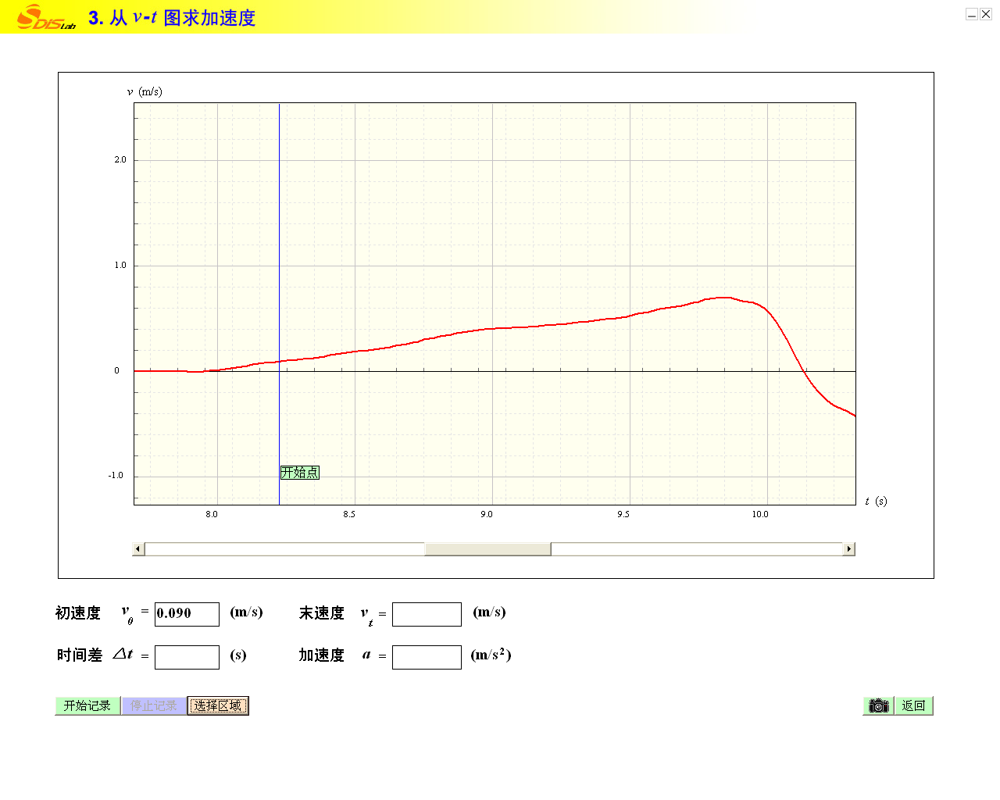 SDISLab 3. 从 v-t 图求加速度
v (m/s)
2.0
1.0
0
-1.0
开始点
t (s)
8.0 8.5 9.0 9.5 10.0
初速度 v0 = 0.090 (m/s) 末速度 vt = (m/s)
时间差 △t = (s) 加速度 a = (m/s²)
开始记录 停止记录 选择区域 返回